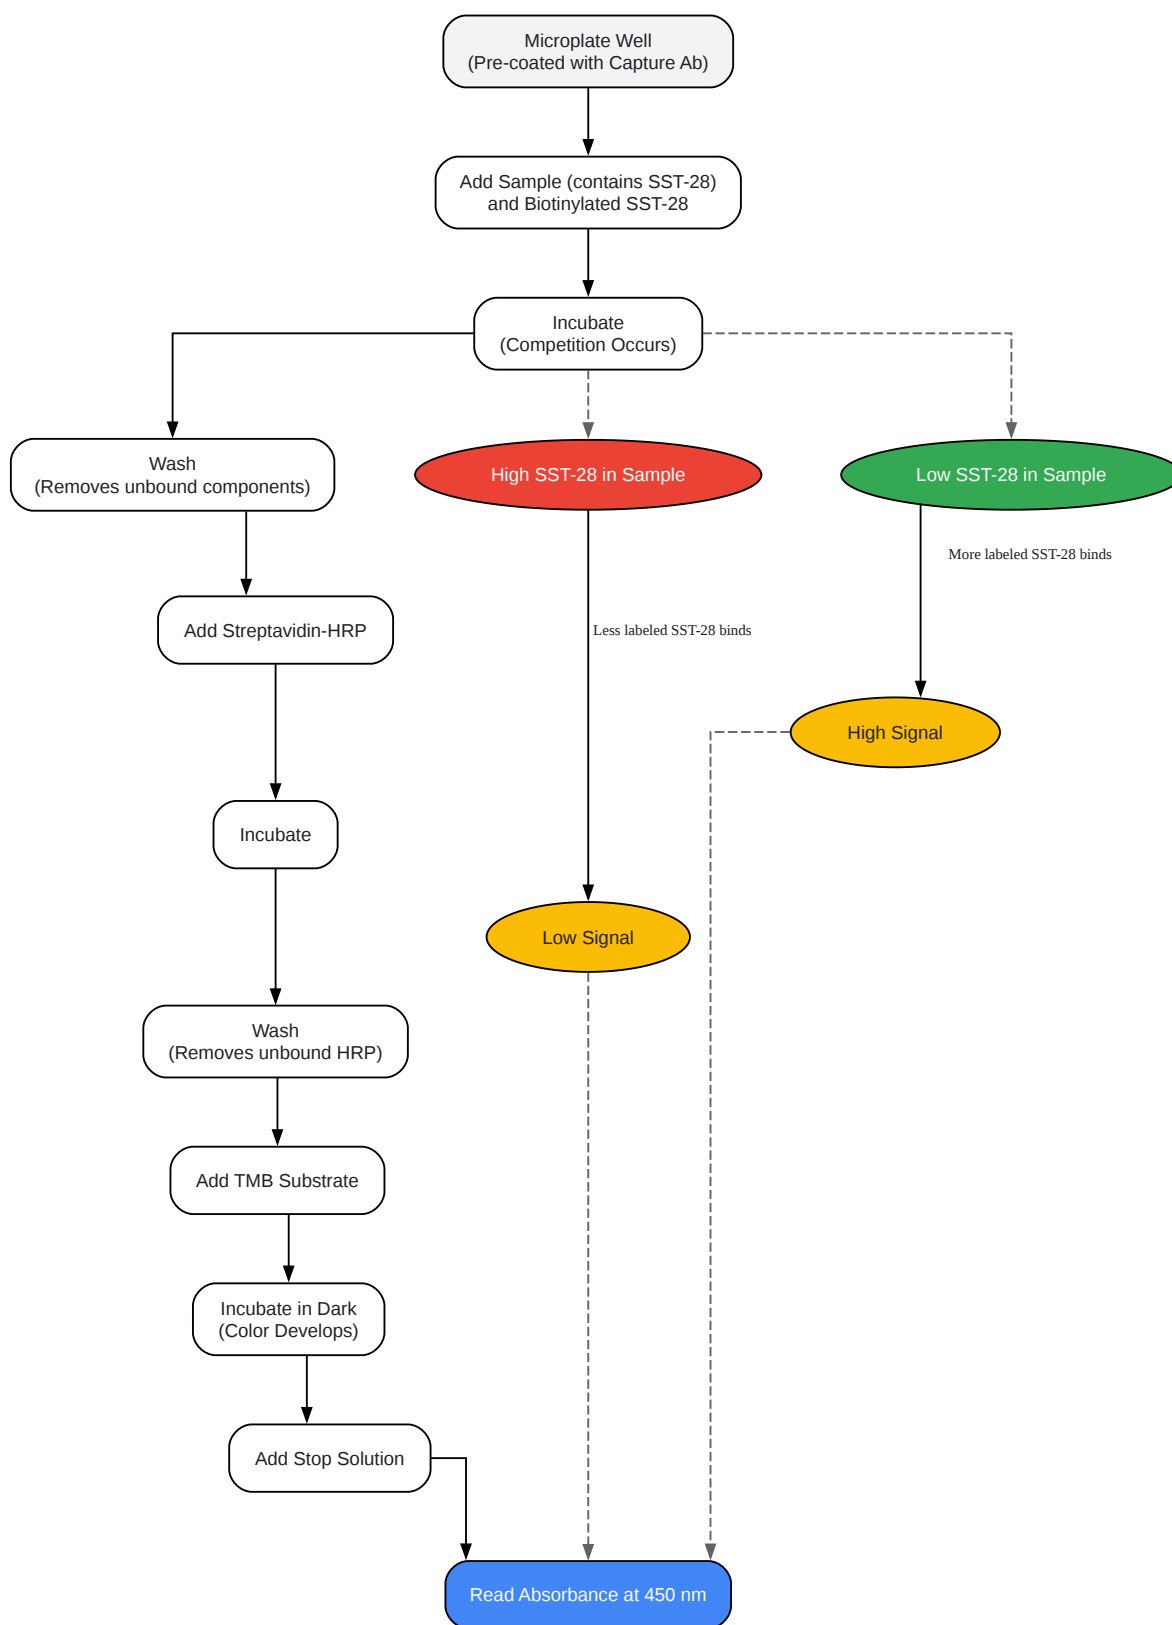 Microplate Well
(Pre-coated with Capture Ab)
Add Sample (contains SST-28)
and Biotinylated SST-28
Incubate
(Competition Occurs)
Wash
(Removes unbound components)
High SST-28 in Sample
Low SST-28 in Sample
More labeled SST-28 binds
Add Streptavidin-HRP
Less labeled SST-28 binds
High Signal
Incubate
Low Signal
Wash
(Removes unbound HRP)
Add TMB Substrate
Incubate in Dark
(Color Develops)
Add Stop Solution
Read Absorbance at 450 nm